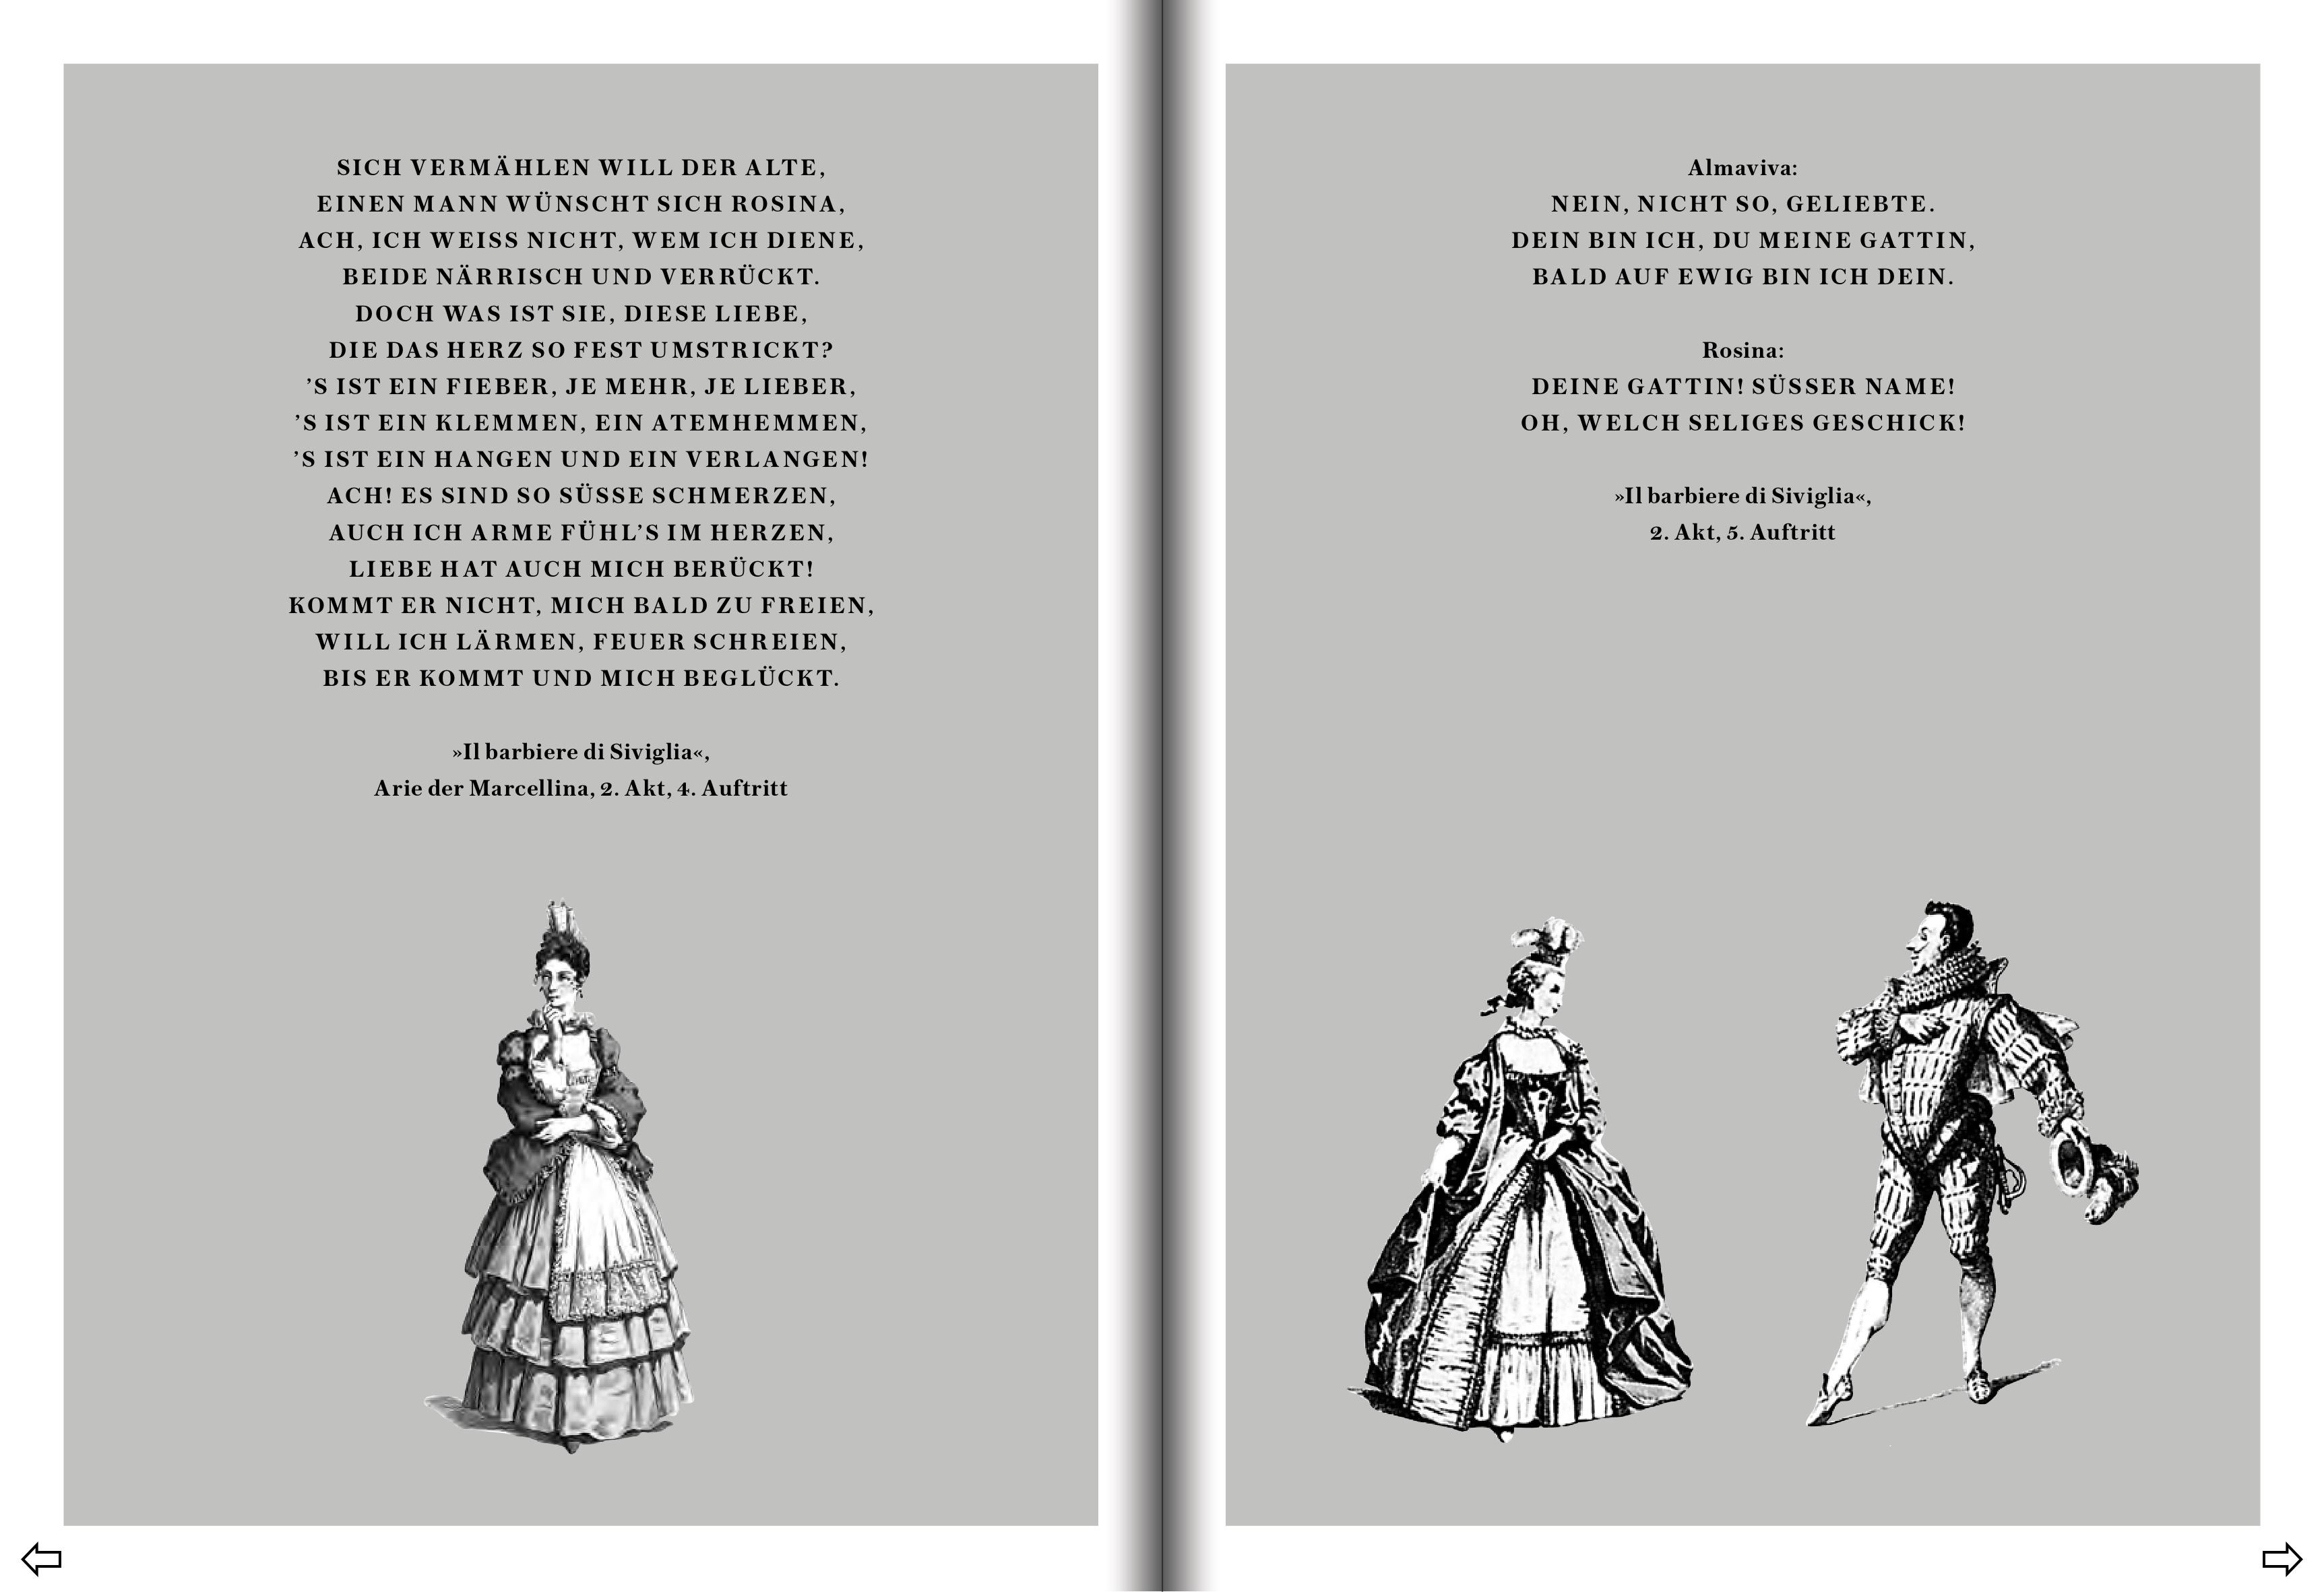 SICH VERMÄHLEN WILL DER ALTE,
EINEN MANN WÜNSCHT SICH ROSINA,
ACH, ICH WEISS NICHT, WEM ICH DIENE,
BEIDE NÄRRISCH UND VERRÜCKT.
DOCH WAS IST SIE, DIESE LIEBE,
DIE DAS HERZ SO FEST UMSTRICKT?
’S IST EIN FIEBER, JE MEHR, JE LIEBER,
’S IST EIN KLEMMEN, EIN ATEMHEMMEN,
’S IST EIN HANGEN UND EIN VERLANGEN!
ACH! ES SIND SO SÜSSE SCHMERZEN,
AUCH ICH ARME FÜHL’S IM HERZEN,
LIEBE HAT AUCH MICH BERÜCKT!
KOMMT ER NICHT, MICH BALD ZU FREIEN,
WILL ICH LÄRMEN, FEUER SCHREIEN,
BIS ER KOMMT UND MICH BEGLÜCKT.
»Il barbiere di Siviglia«,
Arie der Marcellina, 2. Akt, 4. Auftritt
Almaviva:
NEIN, NICHT SO, GELIEBTE.
DEIN BIN ICH, DU MEINE GATTIN,
BALD AUF EWIG BIN ICH DEIN.
Rosina:
DEINE GATTIN! SÜSSER NAME!
OH, WELCH SELIGES GESCHICK!
»Il barbiere di Siviglia«,
2. Akt, 5. Auftritt